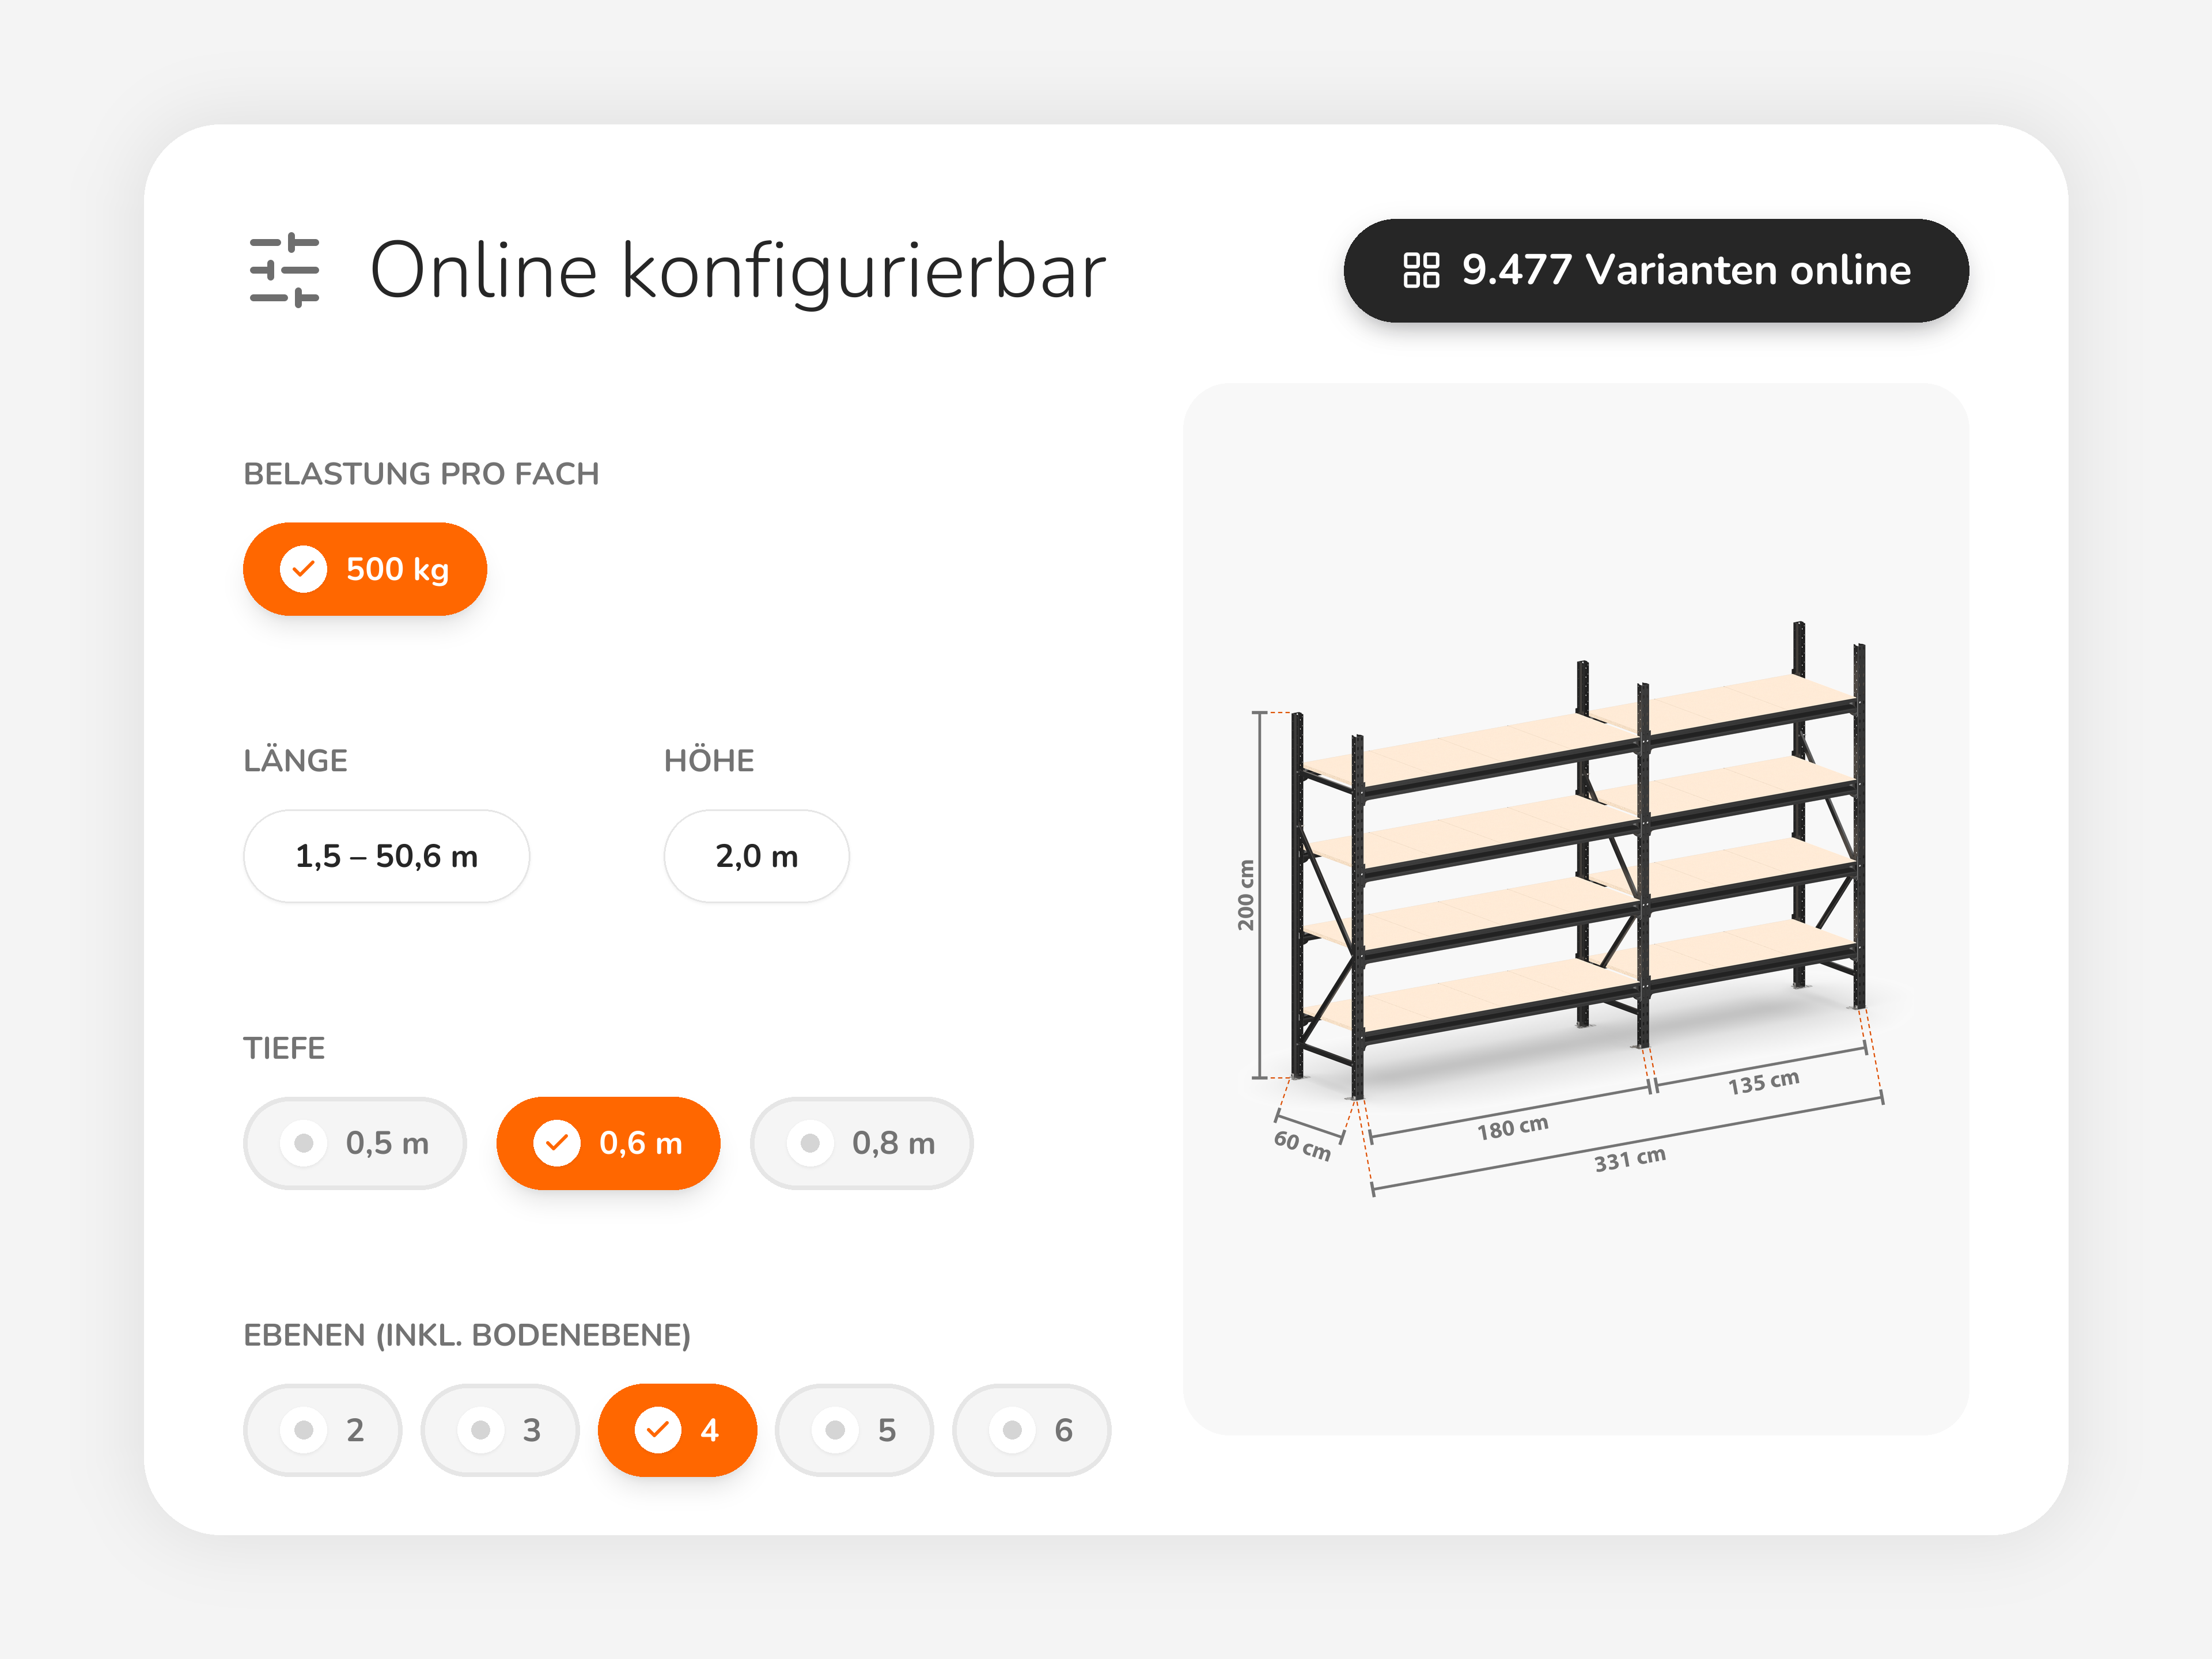 Online konfigurierbar
9.477 Varianten online
BELASTUNG PRO FACH
500 kg
LÄNGE
HÖHE
1,5 – 50,6 m
2,0 m
TIEFE
0,5 m
0,6 m
0,8 m
EBENEN (INKL. BODENEBENE)
2
3
4
5
6
200 cm
60 cm
180 cm
135 cm
331 cm